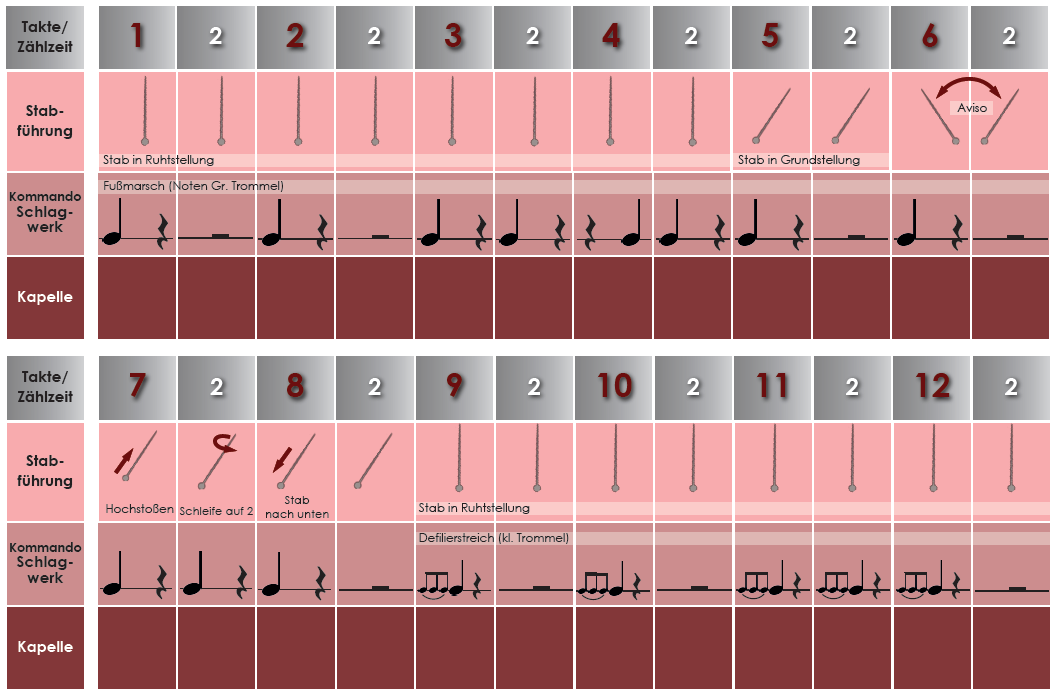 Takte/
Zählzeit
1 2 2 2 3 2 4 2 5 2 6 2
Stab-
führung
Aviso
Stab in Ruhtstellung
Stab in Grundstellung
Kommando
Schlag-
werk
Fußmarsch (Noten Gr. Trommel)
Kapelle
Takte/
Zählzeit
7 2 8 2 9 2 10 2 11 2 12 2
Stab-
führung
Hochstoßen
Schleife auf 2
Stab
nach unten
Stab in Ruhtstellung
Kommando
Schlag-
werk
Defilierstreich (kl. Trommel)
Kapelle